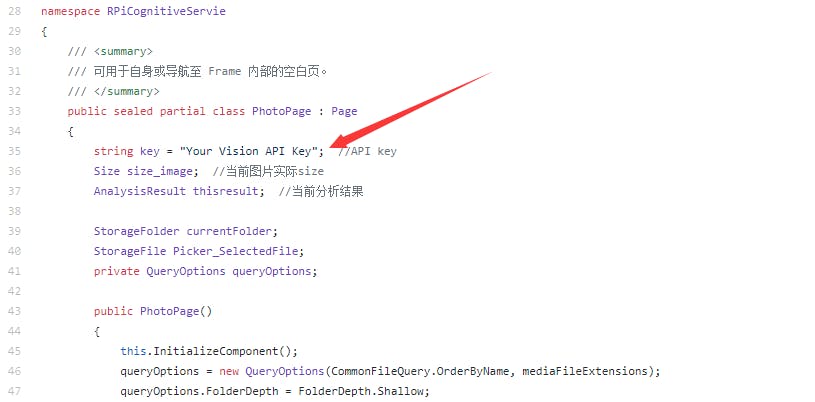 28 namespace RPiCognitiveServie
29 {
30 /// <summary>
31 /// 可用于自身或导航至 Frame 内部的空白页。
32 /// </summary>
33 public sealed partial class PhotoPage : Page
34 {
35 string key = "Your Vision API Key"; //API key
36 Size size_image; //当前图片实际size
37 AnalysisResult thisresult; //当前分析结果
38
39 StorageFolder currentFolder;
40 StorageFile Picker_SelectedFile;
41 private QueryOptions queryOptions;
42
43 public PhotoPage()
44 {
45 this.InitializeComponent();
46 queryOptions = new QueryOptions(CommonFileQuery.OrderByName, mediaFileExtensions);
47 queryOptions.FolderDepth = FolderDepth.Shallow;